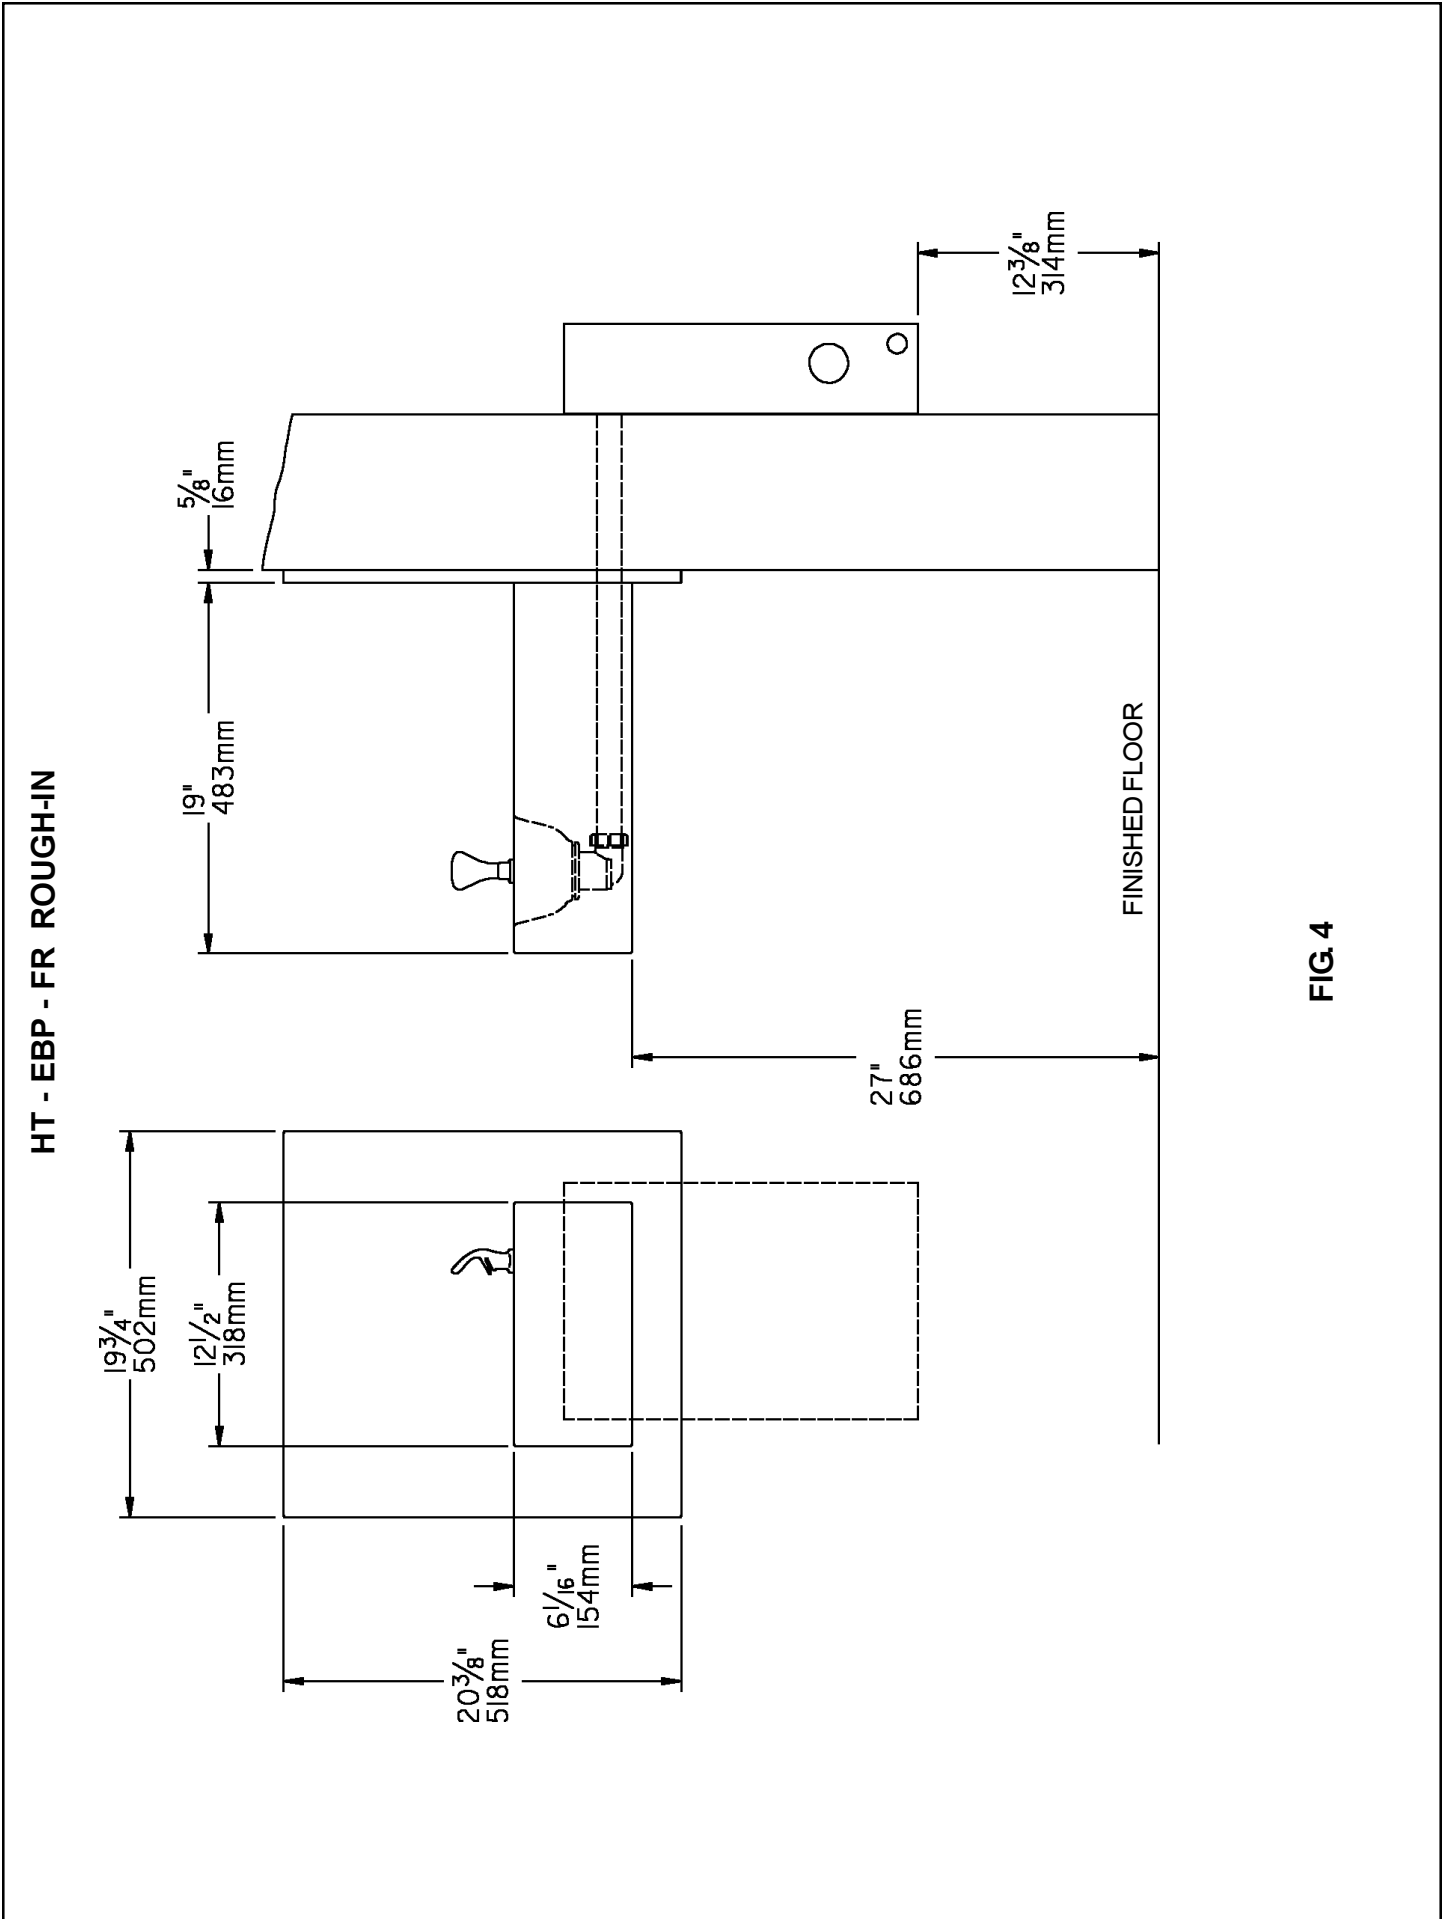 HT - EBP - FR ROUGH-IN
19 3/4"
502mm
12 1/2"
318mm
19"
483mm
5/8"
16mm
20 3/8"
518mm
6 1/16"
154mm
27"
686mm
12 3/8"
314mm
FINISHED FLOOR
FIG. 4